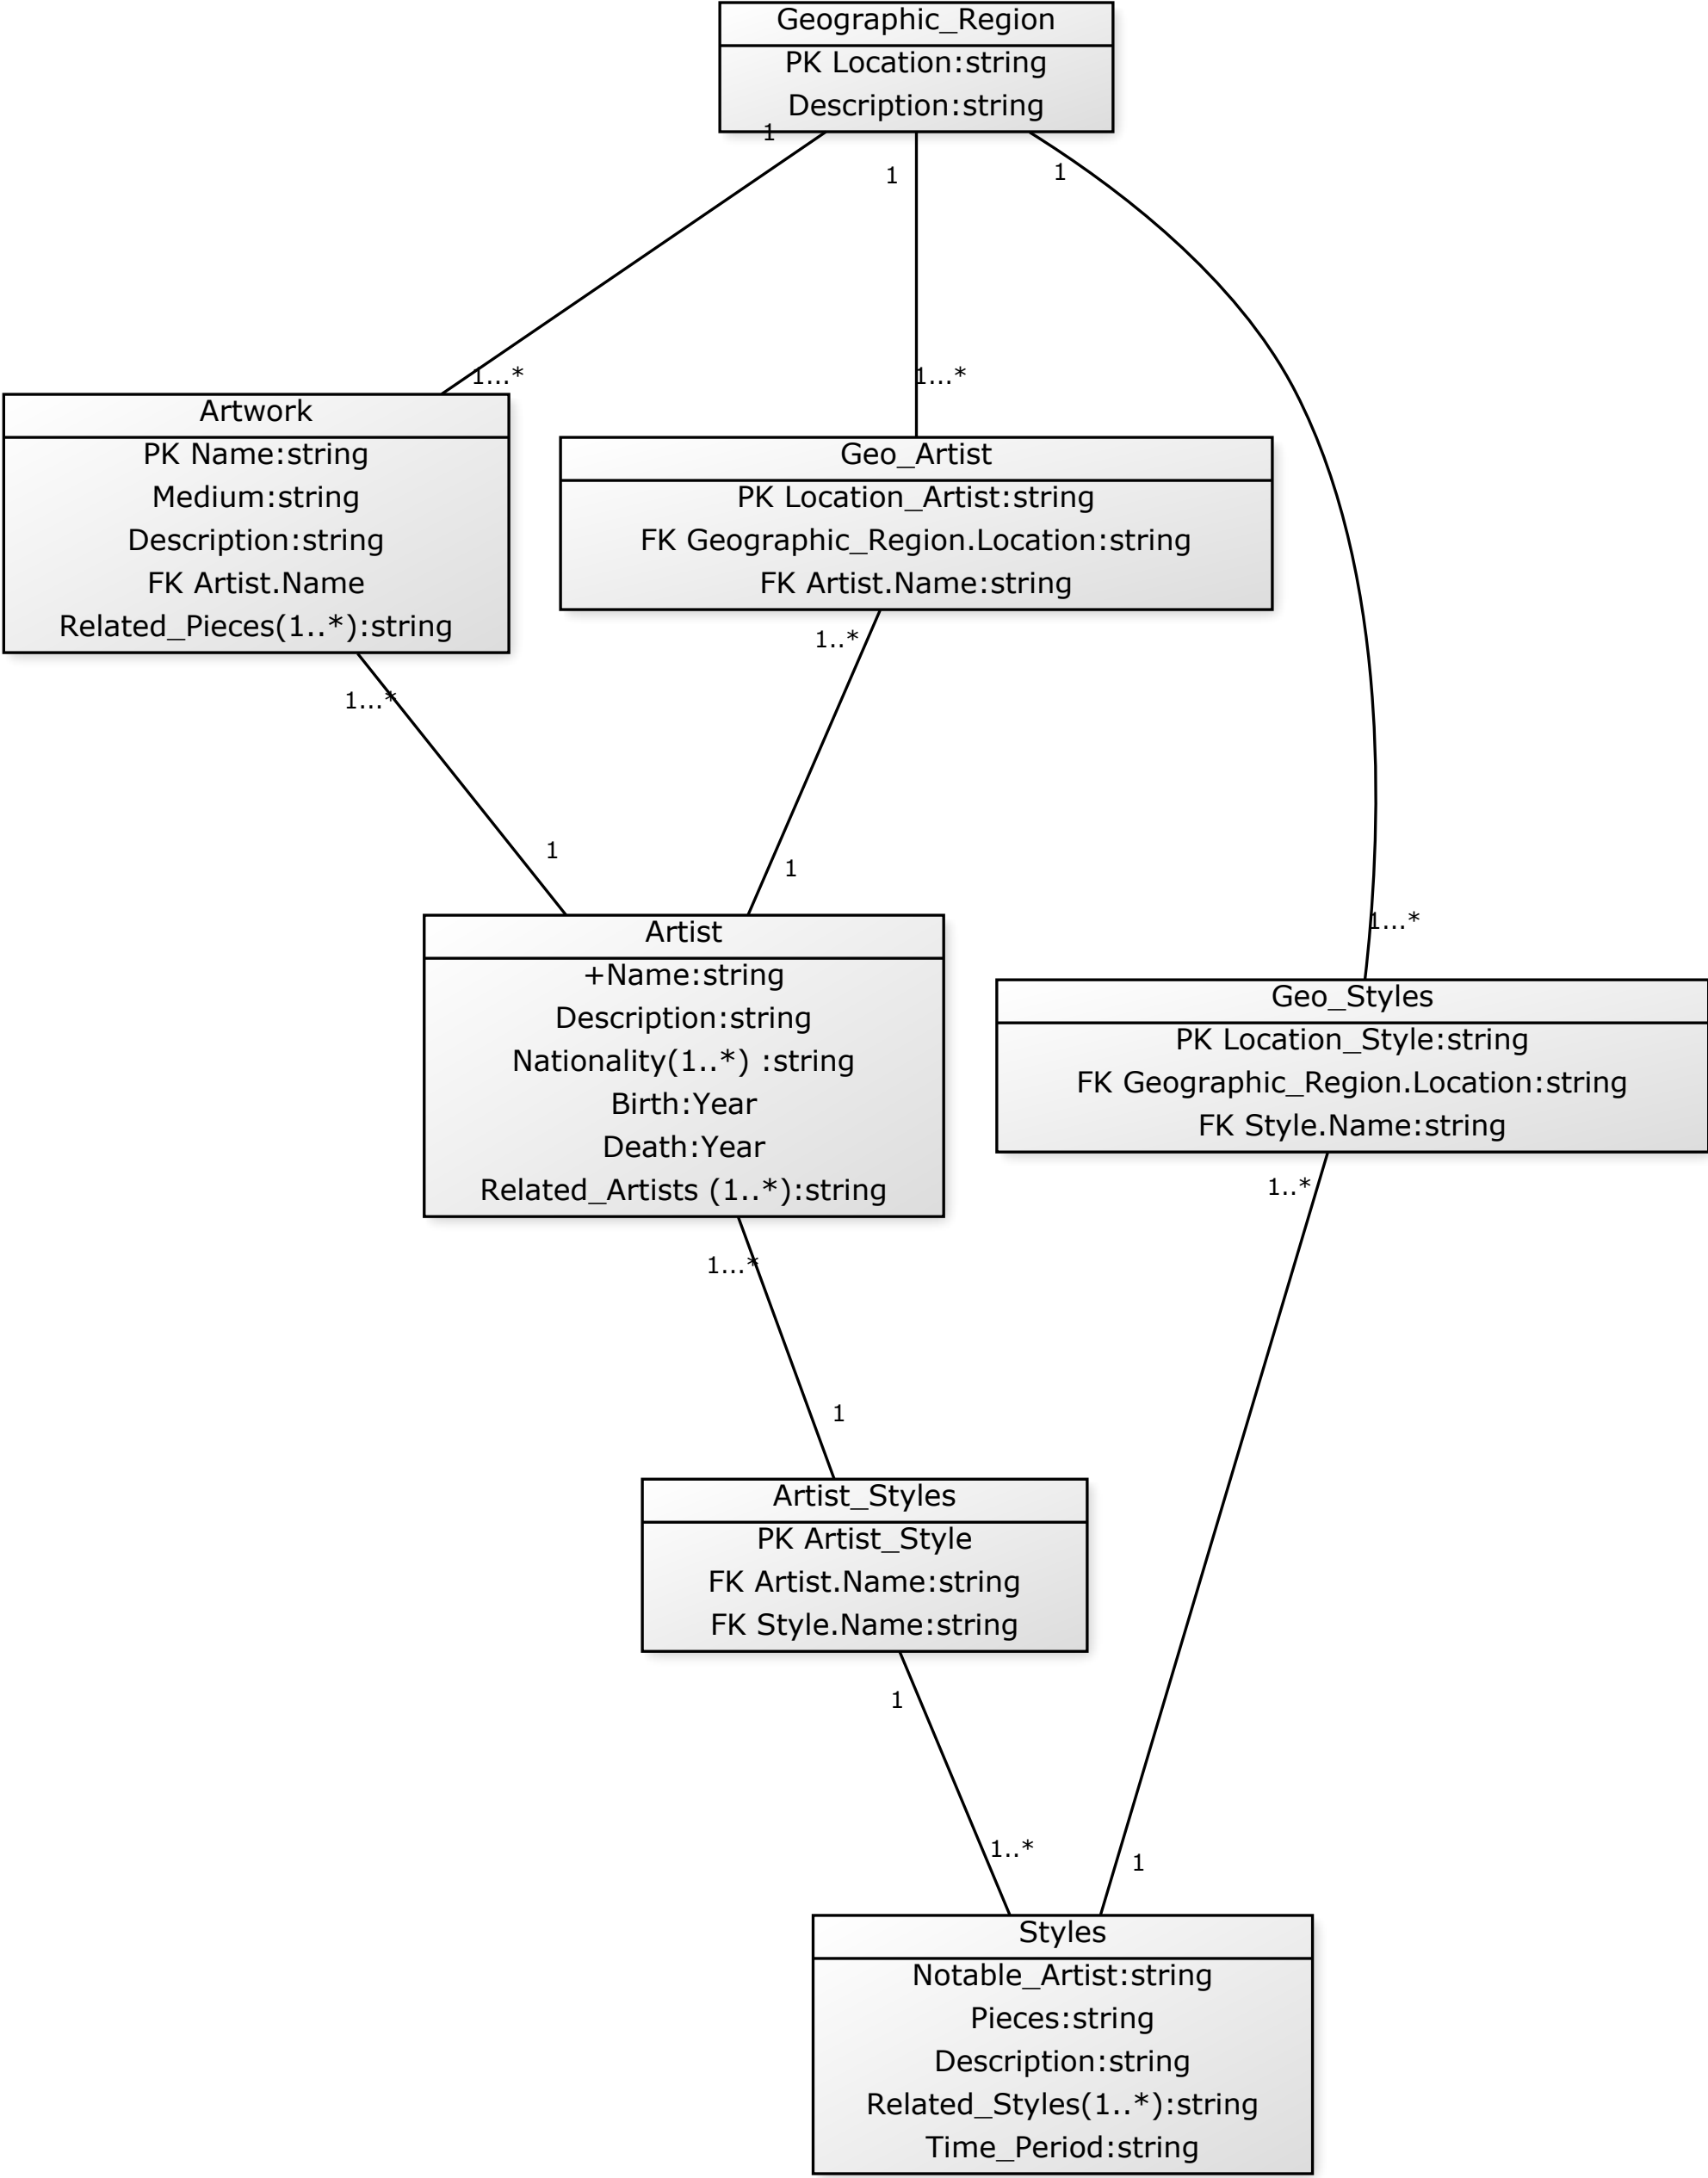 Geographic_Region
PK Location:string
Description:string
1
1
1
1...*
1...*
Artwork
PK Name:string
Medium:string
Description:string
FK Artist.Name
Related_Pieces(1..*):string
Geo_Artist
PK Location_Artist:string
FK Geographic_Region.Location:string
FK Artist.Name:string
1..*
1...*
1
1
1...*
Artist
+Name:string
Description:string
Nationality(1..*) :string
Birth:Year
Death:Year
Related_Artists (1..*):string
Geo_Styles
PK Location_Style:string
FK Geographic_Region.Location:string
FK Style.Name:string
1..*
1...*
1
Artist_Styles
PK Artist_Style
FK Artist.Name:string
FK Style.Name:string
1
1..*
1
Styles
Notable_Artist:string
Pieces:string
Description:string
Related_Styles(1..*):string
Time_Period:string